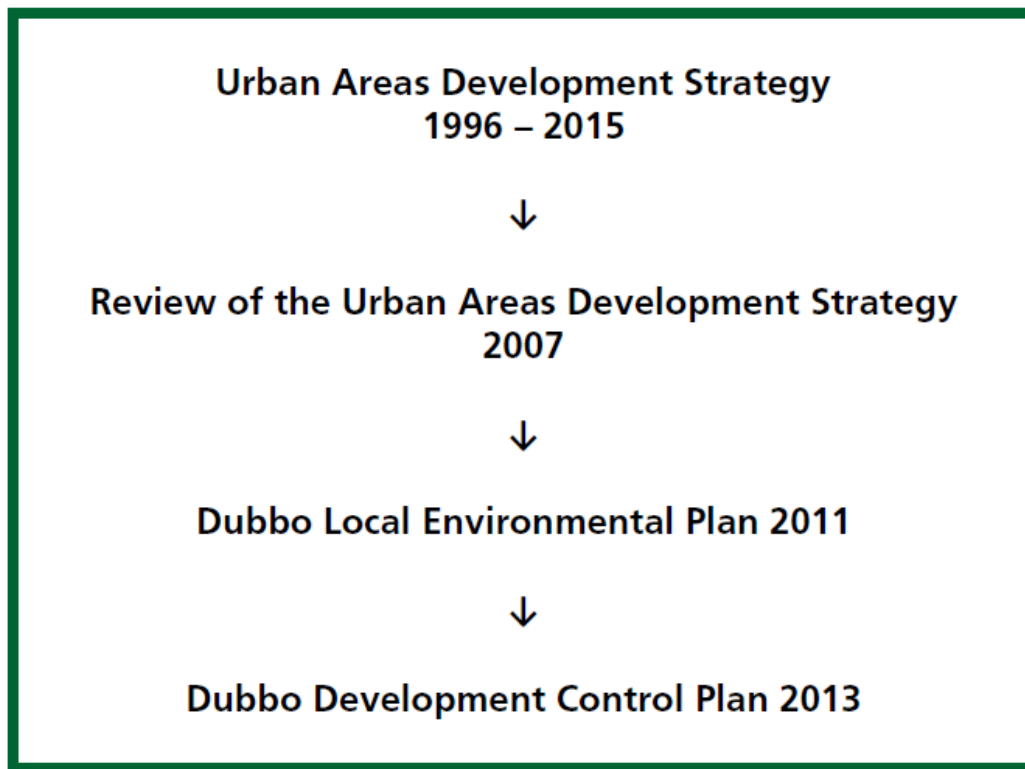 Urban Areas Development Strategy
1996 – 2015
↓
Review of the Urban Areas Development Strategy
2007
↓
Dubbo Local Environmental Plan 2011
↓
Dubbo Development Control Plan 2013